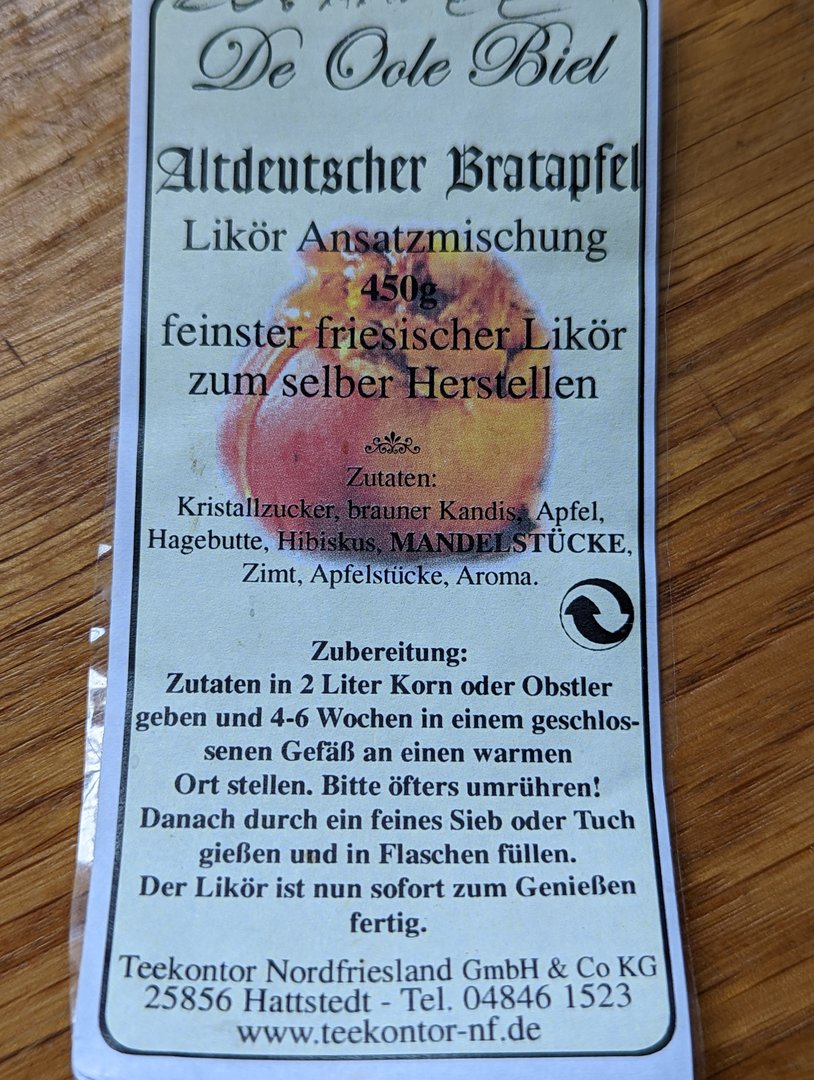 De Oole Biel
Altdeutscher Bratapfel
Likör Ansatzmischung
450g
feinster friesischer Likör
zum selber Herstellen
Zutaten:
Kristallzucker, brauner Kandis, Apfel,
Hagebutte, Hibiskus, MANDELSTÜCKE,
Zimt, Apfelstücke, Aroma.
Zubereitung:
Zutaten in 2 Liter Korn oder Obstler
geben und 4-6 Wochen in einem geschlos-
senen Gefäß an einen warmen
Ort stellen. Bitte öfters umrühren!
Danach durch ein feines Sieb oder Tuch
gießen und in Flaschen füllen.
Der Likör ist nun sofort zum Genießen
fertig.
Teekontor Nordfriesland GmbH & Co KG
25856 Hattstedt - Tel. 04846 1523
www.teekontor-nf.de